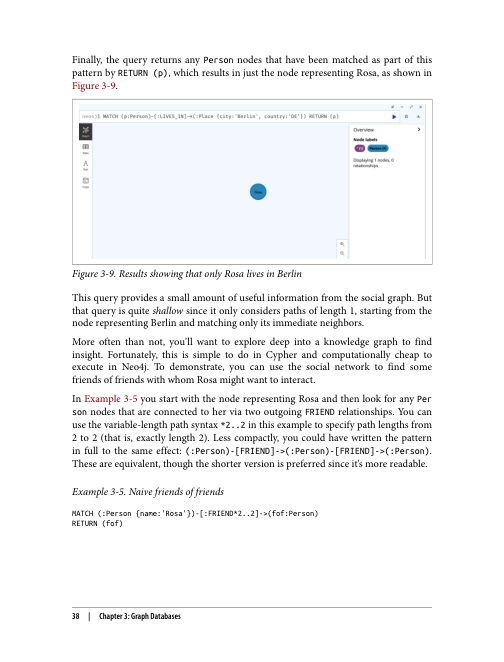 Finally, the query returns any Person nodes that have been matched as part of this
pattern by RETURN (p), which results in just the node representing Rosa, as shown in
Figure 3-9.
neo4j$ MATCH (p:Person)-[:LIVES_IN]->(:Place {city:'Berlin', country:'DE'}) RETURN (p)
Overview
Node labels
Displaying 1 nodes, 0
relationships.
Figure 3-9. Results showing that only Rosa lives in Berlin
This query provides a small amount of useful information from the social graph. But
that query is quite shallow since it only considers paths of length 1, starting from the
node representing Berlin and matching only its immediate neighbors.
More often than not, you'll want to explore deep into a knowledge graph to find
insight. Fortunately, this is simple to do in Cypher and computationally cheap to
execute in Neo4j. To demonstrate, you can use the social network to find some
friends of friends with whom Rosa might want to interact.
In Example 3-5 you start with the node representing Rosa and then look for any Per
son nodes that are connected to her via two outgoing FRIEND relationships. You can
use the variable-length path syntax *2..2 in this example to specify path lengths from
2 to 2 (that is, exactly length 2). Less compactly, you could have written the pattern
in full to the same effect: (:Person)-[FRIEND]->(:Person)-[FRIEND]->(:Person).
These are equivalent, though the shorter version is preferred since it's more readable.
Example 3-5. Naive friends of friends
MATCH (:Person {name:'Rosa'})-[:FRIEND*2..2]->(fof:Person)
RETURN (fof)
38 | Chapter 3: Graph Databases